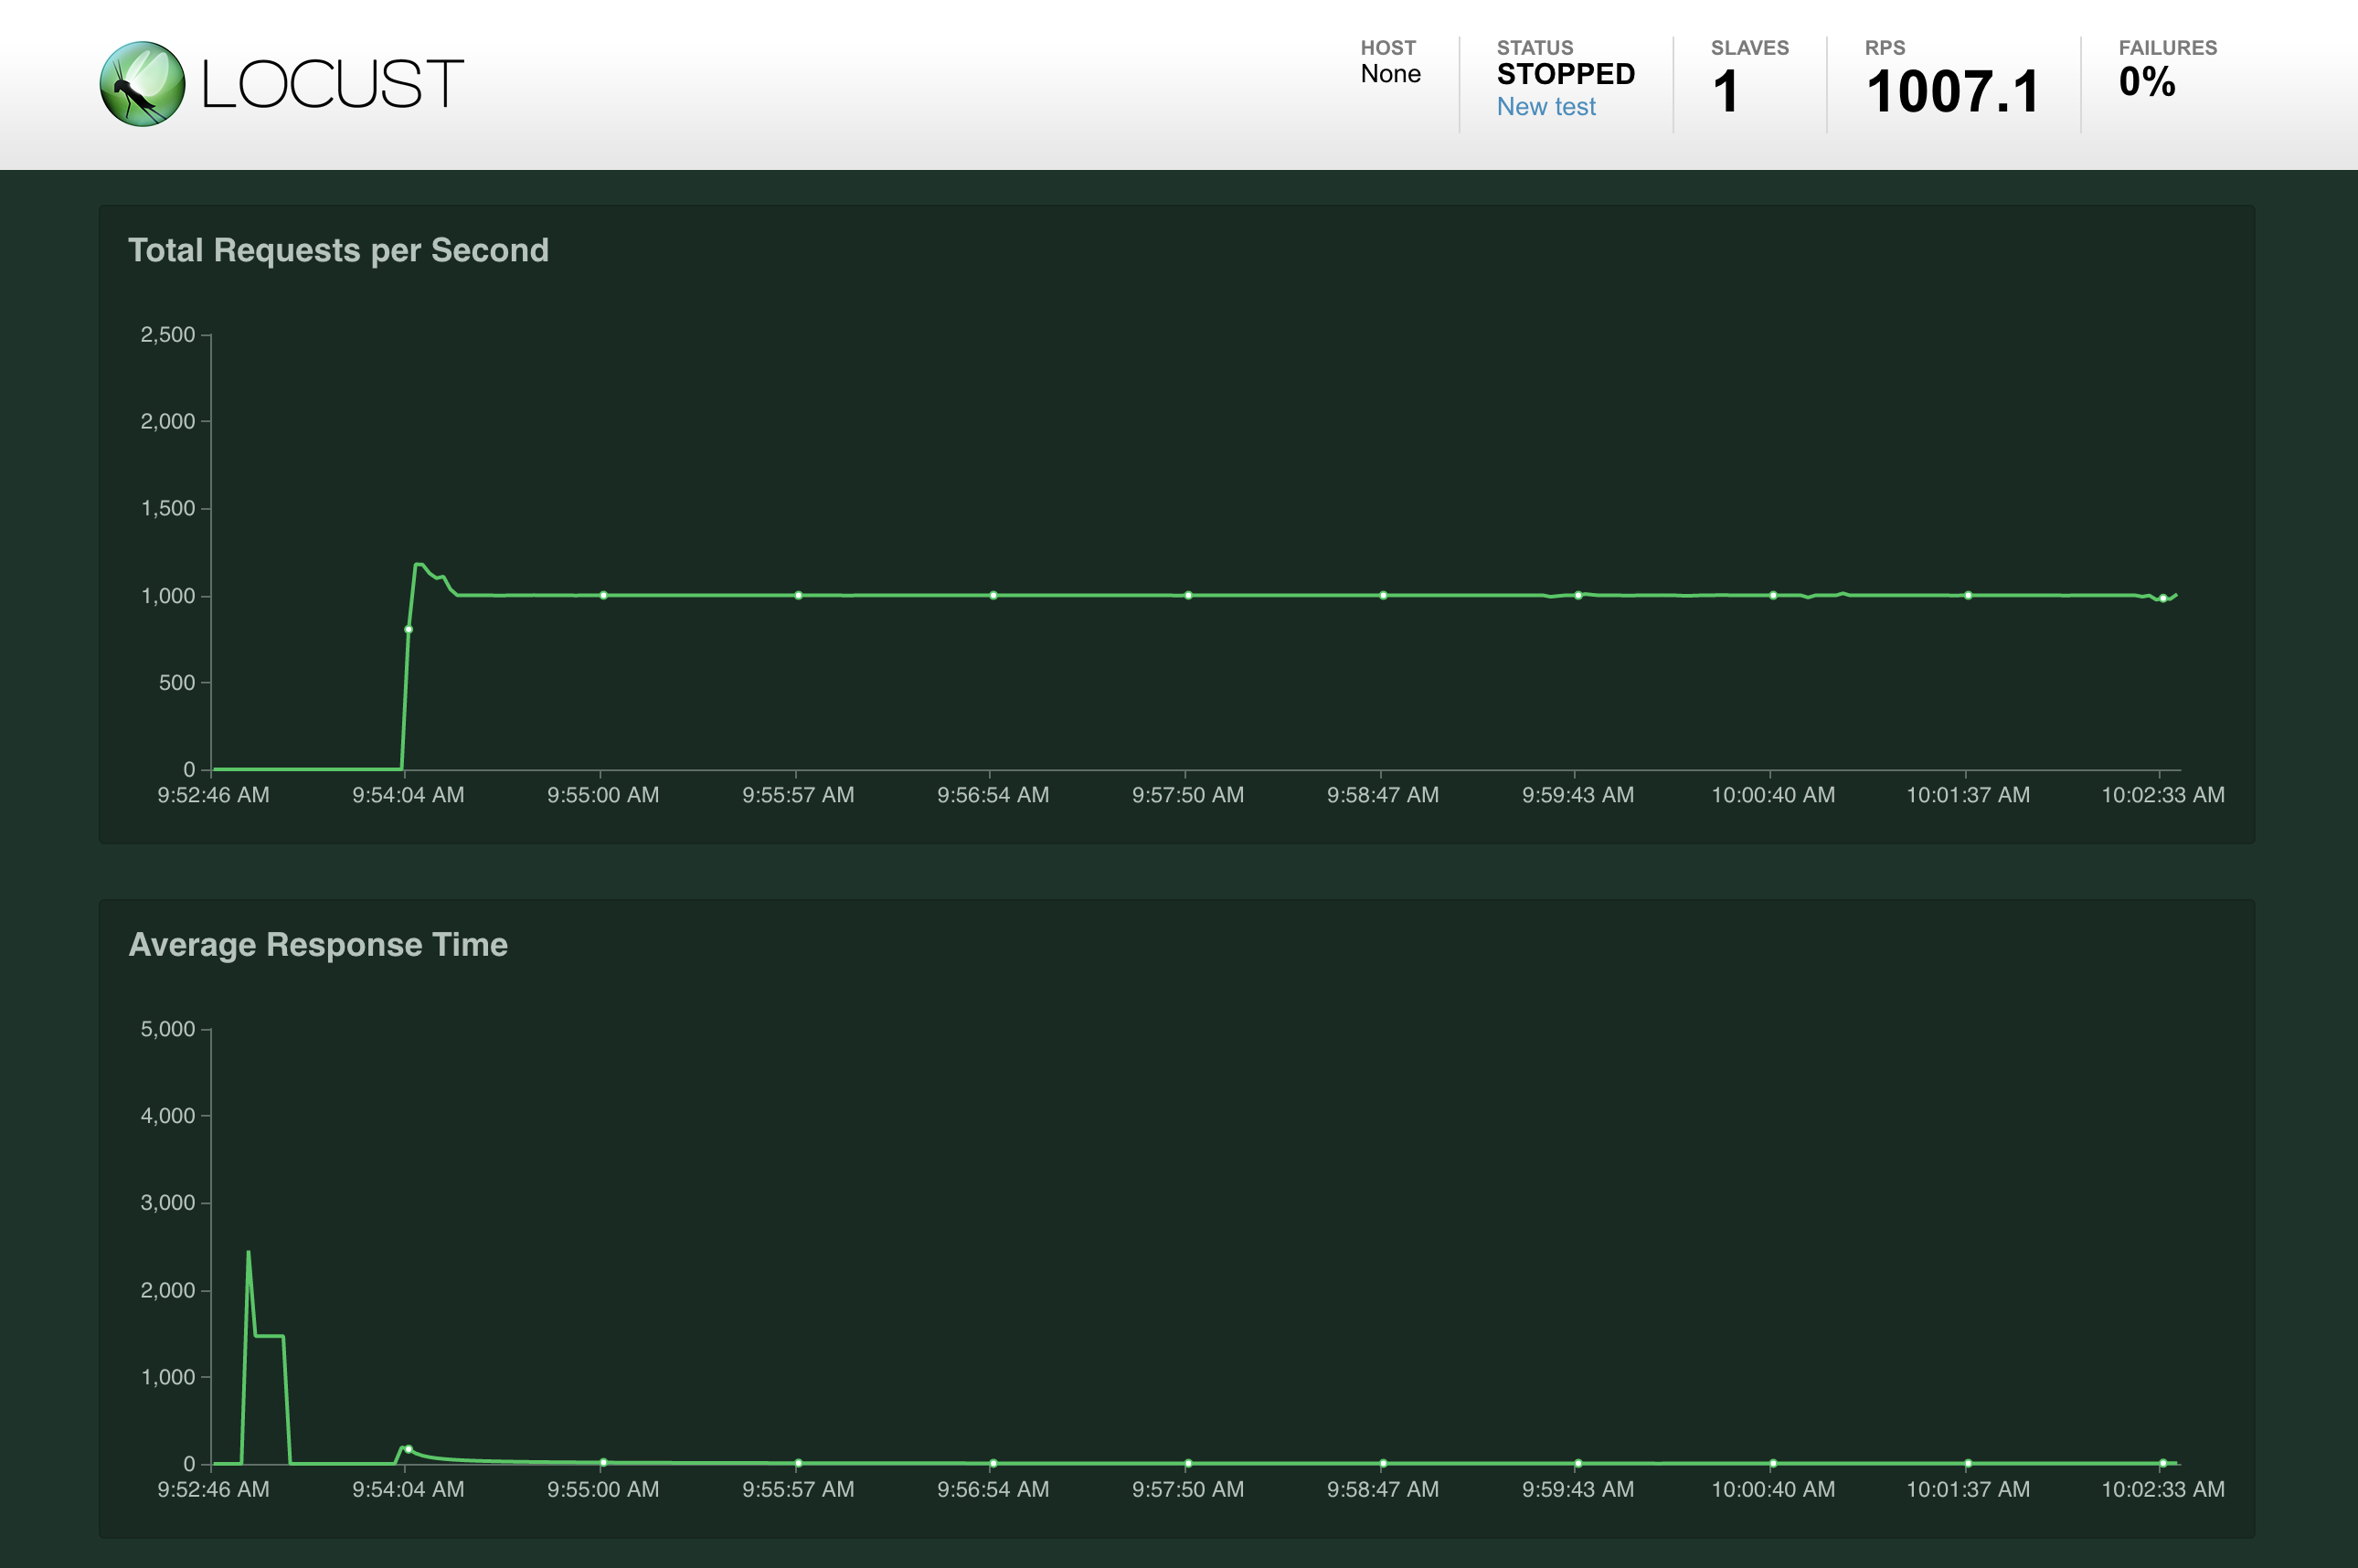 LOCUST
HOST
None
STATUS
STOPPED
New test
SLAVES
1
RPS
1007.1
FAILURES
0%
Total Requests per Second
2,500
2,000
1,500
1,000
500
0
9:52:46 AM 9:54:04 AM 9:55:00 AM 9:55:57 AM 9:56:54 AM 9:57:50 AM 9:58:47 AM 9:59:43 AM 10:00:40 AM 10:01:37 AM 10:02:33 AM
Average Response Time
5,000
4,000
3,000
2,000
1,000
0
9:52:46 AM 9:54:04 AM 9:55:00 AM 9:55:57 AM 9:56:54 AM 9:57:50 AM 9:58:47 AM 9:59:43 AM 10:00:40 AM 10:01:37 AM 10:02:33 AM